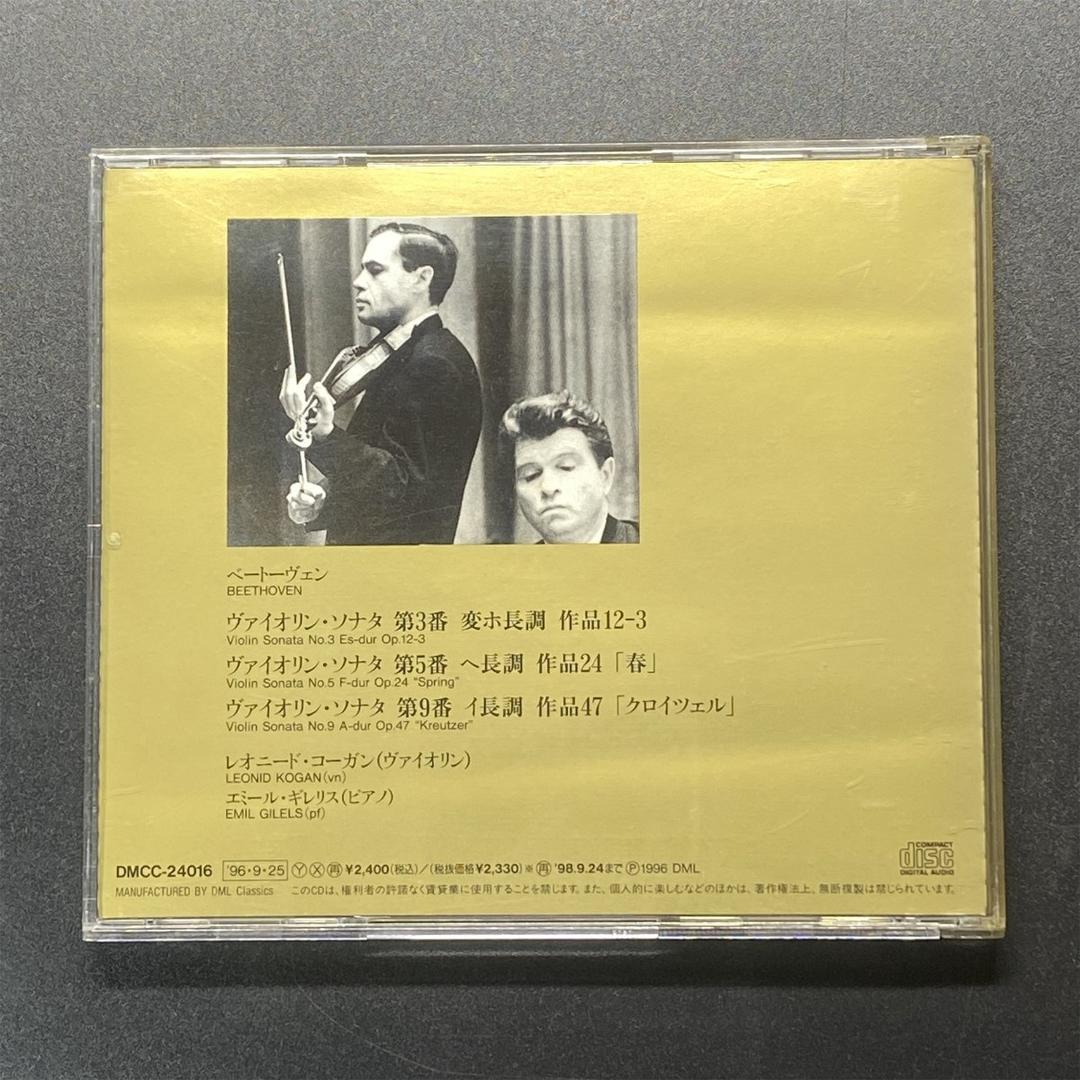 ベートーヴェン
BEETHOVEN
ヴァイオリン・ソナタ 第3番 変ホ長調 作品12-3
Violin Sonata No.3 Es-dur Op.12-3
ヴァイオリン・ソナタ 第5番 ヘ長調 作品24「春」
Violin Sonata No.5 F-dur Op.24 "Spring"
ヴァイオリン・ソナタ 第9番 イ長調 作品47「クロイツェル」
Violin Sonata No.9 A-dur Op.47 "Kreutzer"
レオニード・コーガン(ヴァイオリン)
LEONID KOGAN(vn)
エミール・ギレリス(ピアノ)
EMIL GILELS(pf)
DMCC-24016 '96・9・25 Ⓨ Ⓧ ㊞ ¥2,400(税込)/(税抜価格¥2,330)※ 再 '98.9.24まで Ⓟ1996 DML
MANUFACTURED BY DML Classics このCDは、権利者の許諾なく賃貸業に使用することを禁じます。また、個人的に楽しむなどのほかは、著作権法上、無断複製は禁じられています。
COMPACT
disc
DIGITAL AUDIO